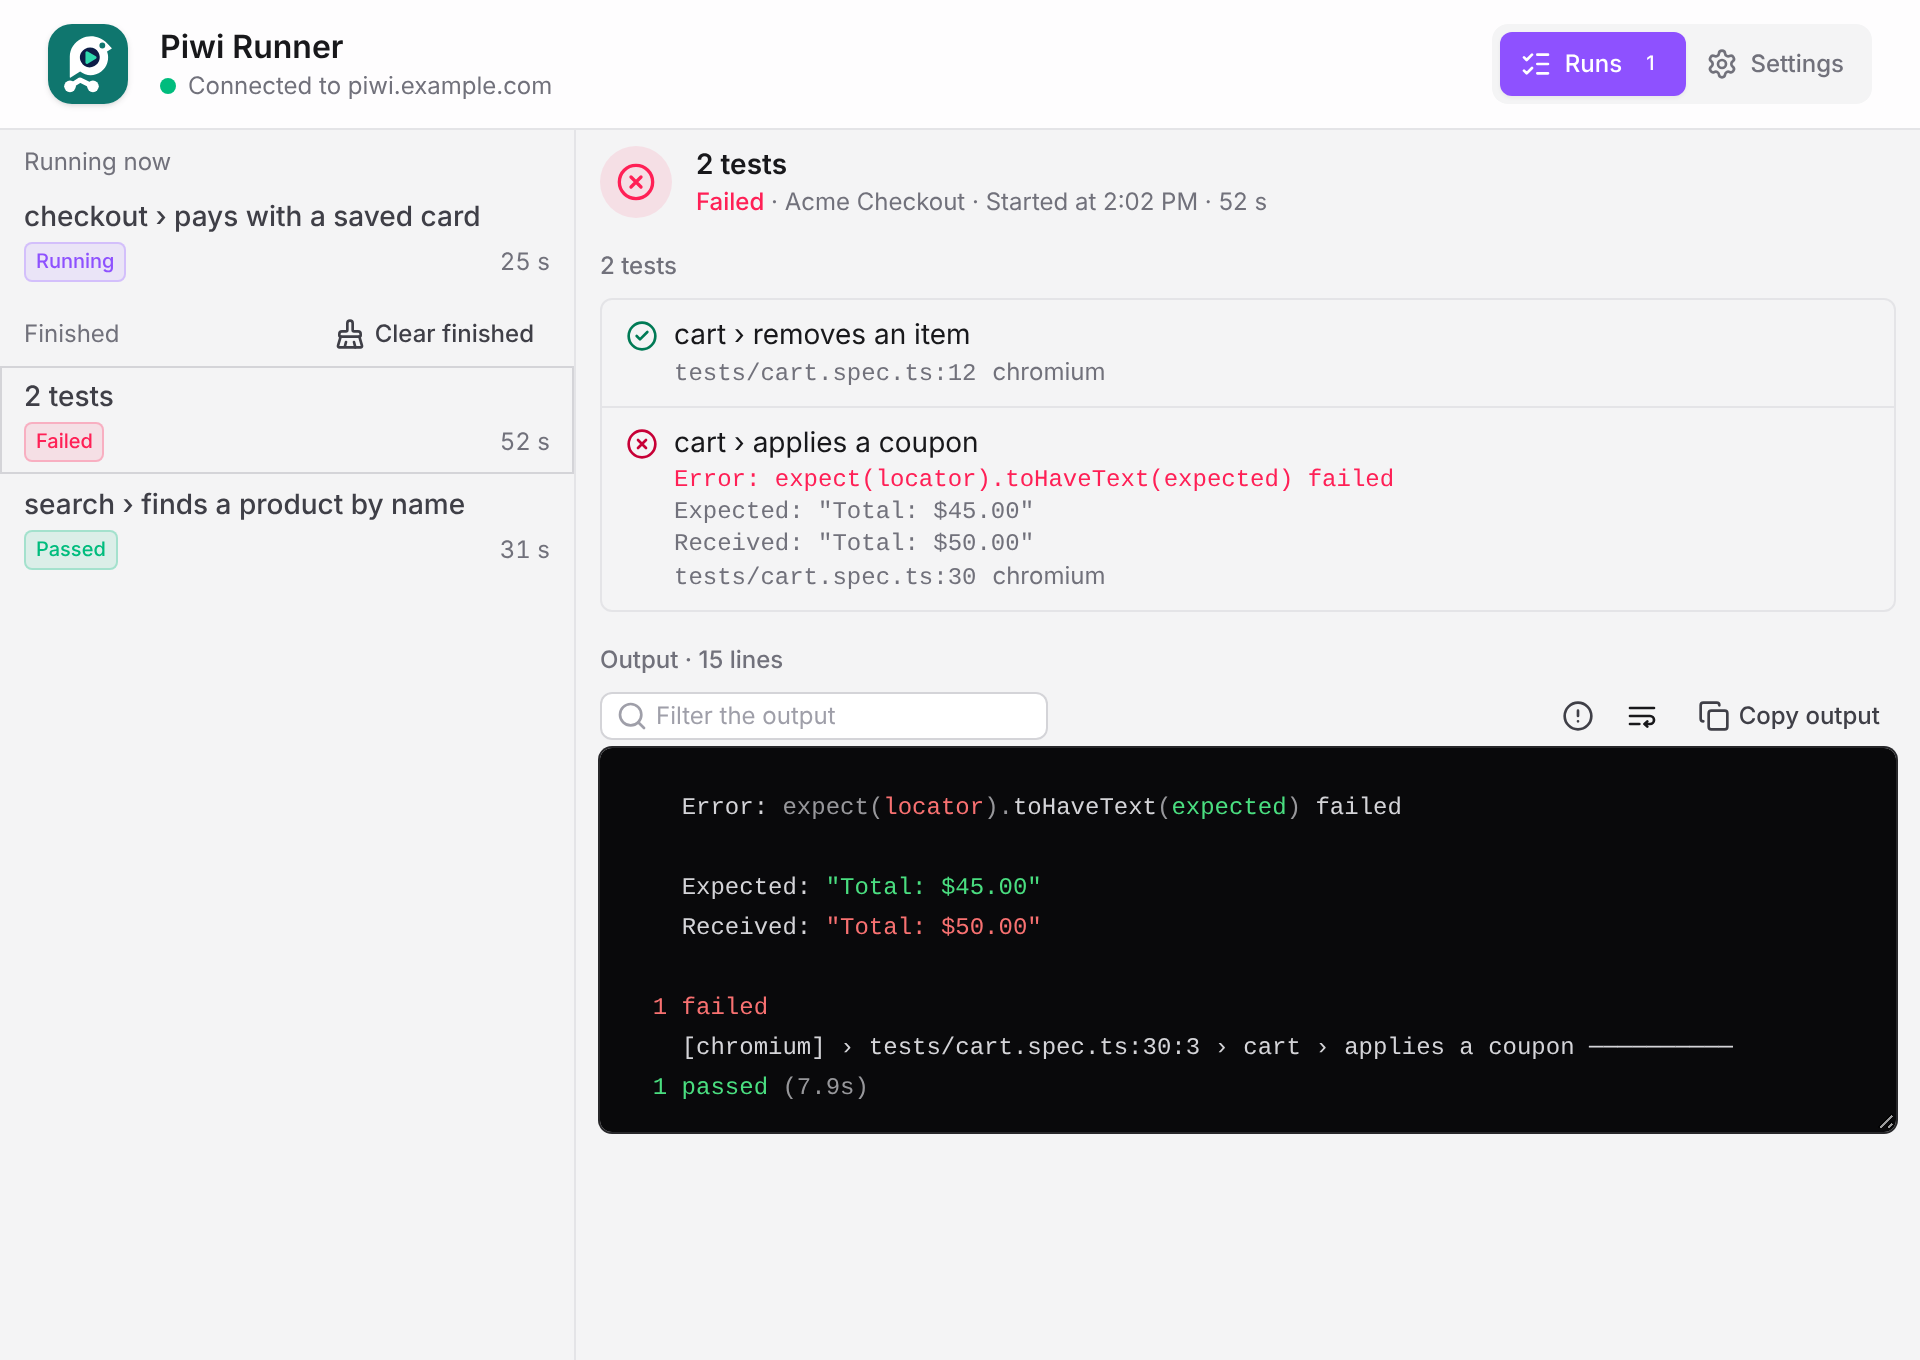 Piwi Runner
Connected to piwi.example.com
Runs 1
Settings
Running now
checkout › pays with a saved card
Running
25 s
Finished
Clear finished
2 tests
Failed
52 s
search › finds a product by name
Passed
31 s
2 tests
Failed · Acme Checkout · Started at 2:02 PM · 52 s
2 tests
cart › removes an item
tests/cart.spec.ts:12 chromium
cart › applies a coupon
Error: expect(locator).toHaveText(expected) failed
Expected: "Total: $45.00"
Received: "Total: $50.00"
tests/cart.spec.ts:30 chromium
Output · 15 lines
Filter the output
Copy output
Error: expect(locator).toHaveText(expected) failed
Expected: "Total: $45.00"
Received: "Total: $50.00"
1 failed
[chromium] › tests/cart.spec.ts:30:3 › cart › applies a coupon ──────────
1 passed (7.9s)